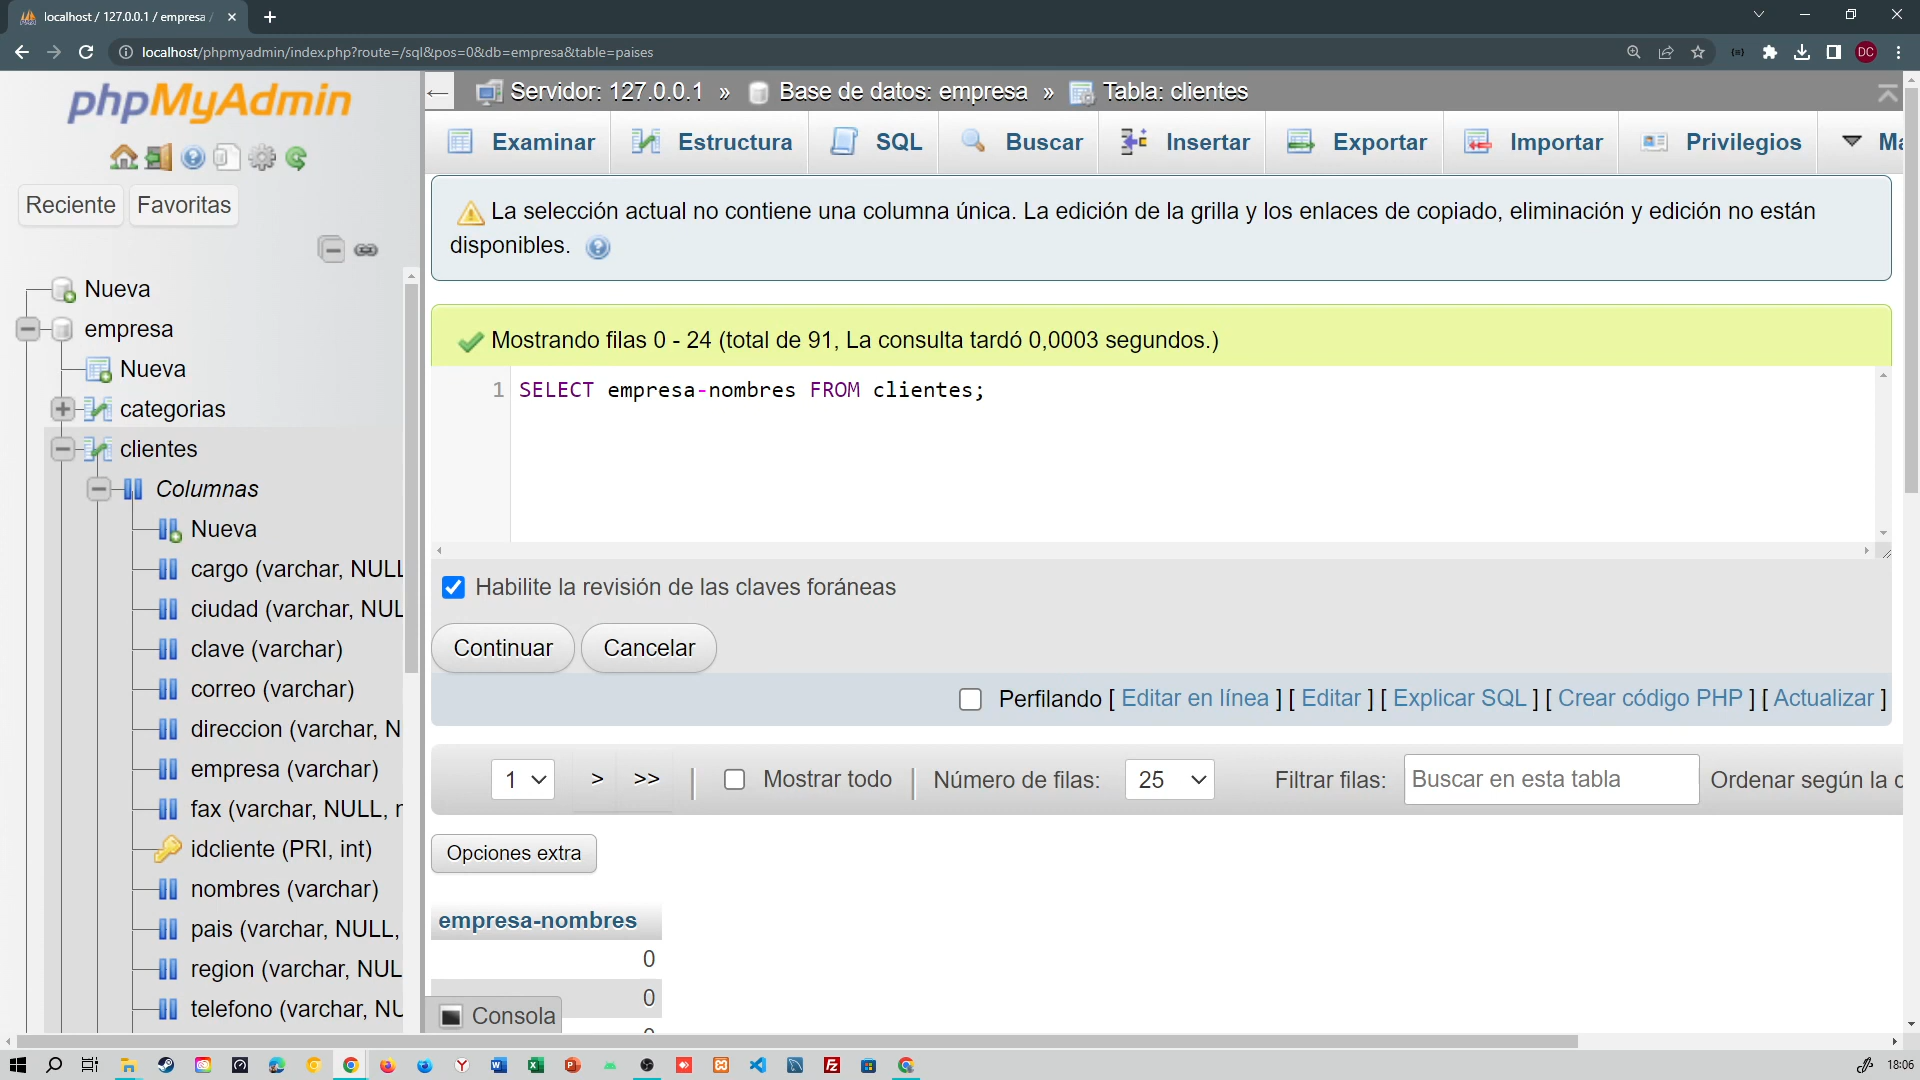 localhost / 127.0.0.1 / empresa /
localhost/phpmyadmin/index.php?route=/sql&pos=0&db=empresa&table=paises
DC
phpMyAdmin
Reciente
Favoritas
Nueva
empresa
Nueva
categorias
clientes
Columnas
Nueva
cargo (varchar, NULL
ciudad (varchar, NUL
clave (varchar)
correo (varchar)
direccion (varchar, N
empresa (varchar)
fax (varchar, NULL, r
idcliente (PRI, int)
nombres (varchar)
pais (varchar, NULL,
region (varchar, NUL
telefono (varchar, NU
Servidor: 127.0.0.1 » Base de datos: empresa » Tabla: clientes
Examinar
Estructura
SQL
Buscar
Insertar
Exportar
Importar
Privilegios
Ma
La selección actual no contiene una columna única. La edición de la grilla y los enlaces de copiado, eliminación y edición no están
disponibles.
Mostrando filas 0 - 24 (total de 91, La consulta tardó 0,0003 segundos.)
1 SELECT empresa-nombres FROM clientes;
Habilite la revisión de las claves foráneas
Continuar
Cancelar
Perfilando [ Editar en línea ] [ Editar ] [ Explicar SQL ] [ Crear código PHP ] [ Actualizar ]
1 > >> | Mostrar todo | Número de filas: 25 Filtrar filas: Buscar en esta tabla Ordenar según la c
Opciones extra
empresa-nombres
0
0
0
Consola
18:06